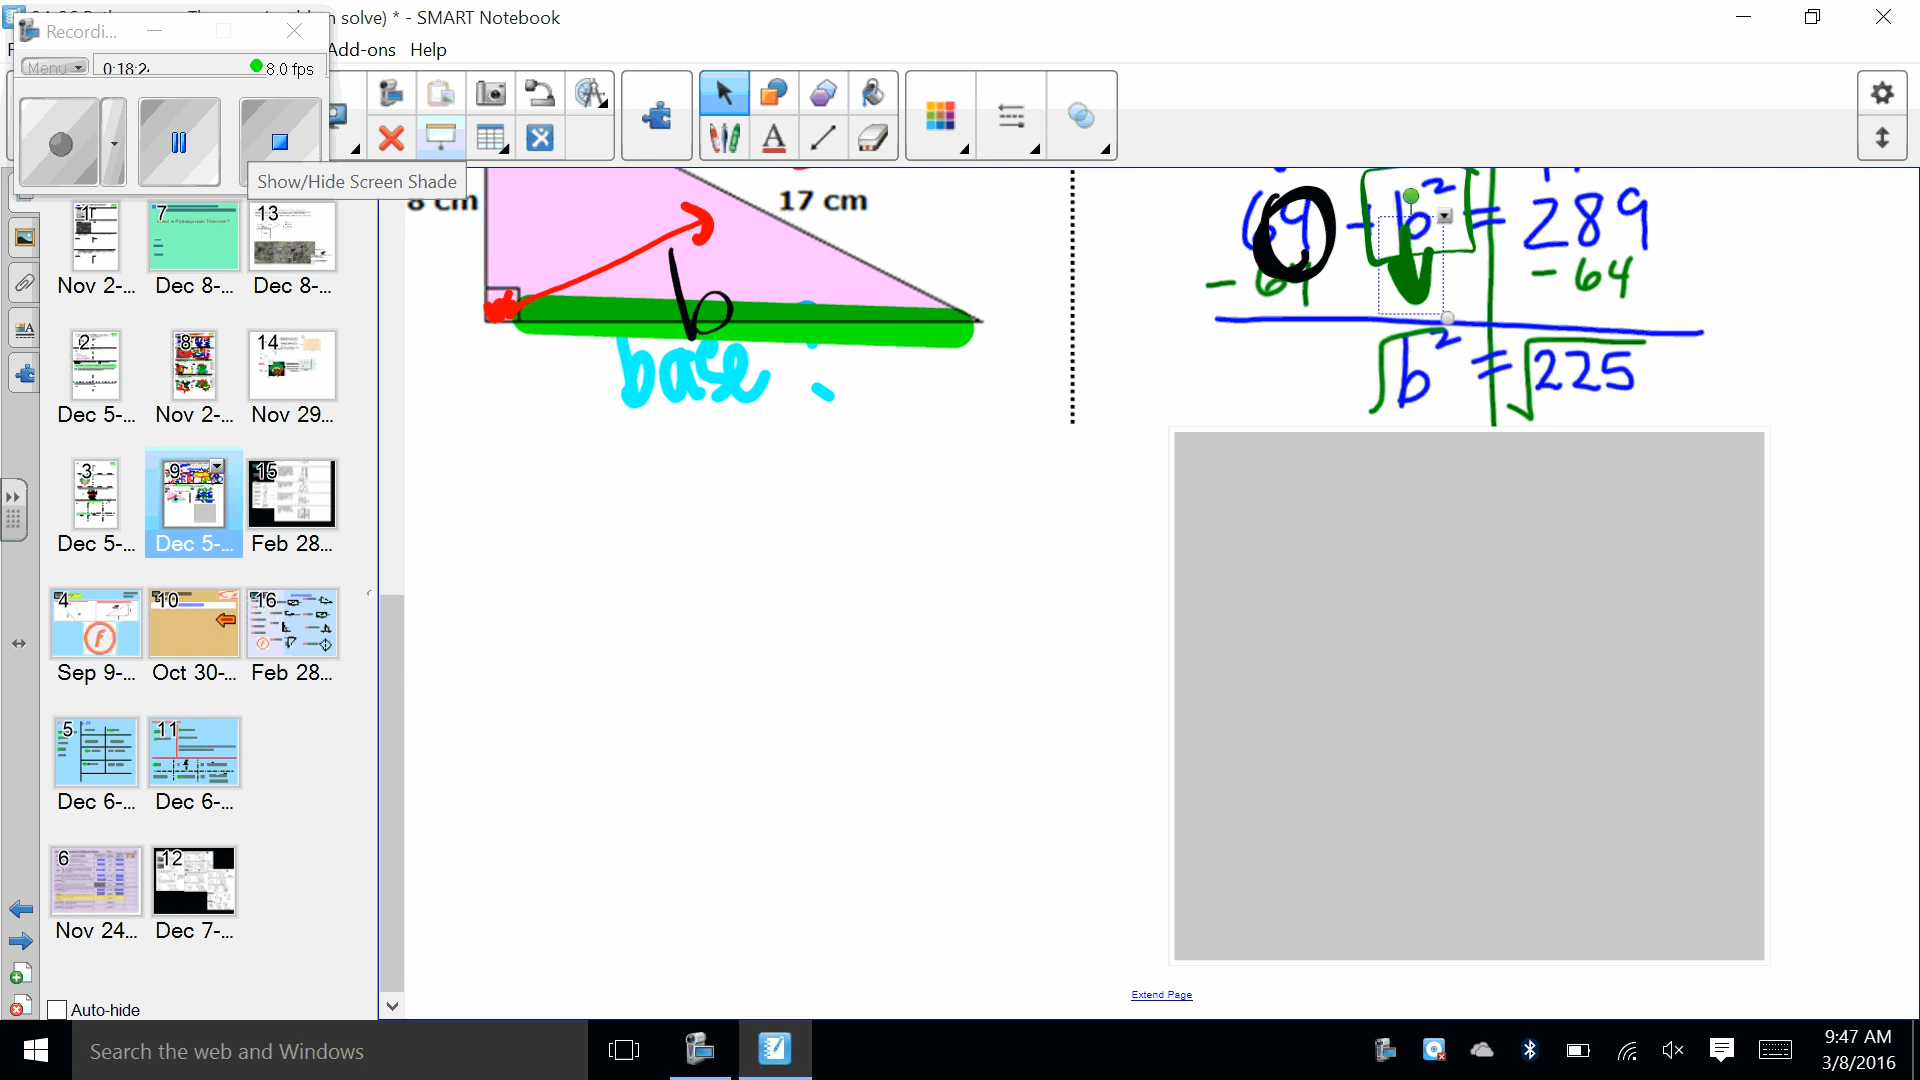 solve) * - SMART Notebook
Recordi...
Add-ons Help
Menu
0:18:2
8.0 fps
Show/Hide Screen Shade
8 cm
17 cm
b
base :
b² = 289
- 64
- 64
b² = 225
1
7
13
Nov 2-...
Dec 8-...
Dec 8-...
2
8
14
Dec 5-...
Nov 2-...
Nov 29...
3
9
15
Dec 5-...
Dec 5-...
Feb 28...
4
10
16
Sep 9-...
Oct 30-...
Feb 28...
5
11
Dec 6-...
Dec 6-...
6
12
Nov 24...
Dec 7-...
Auto-hide
Extend Page
Search the web and Windows
9:47 AM
3/8/2016